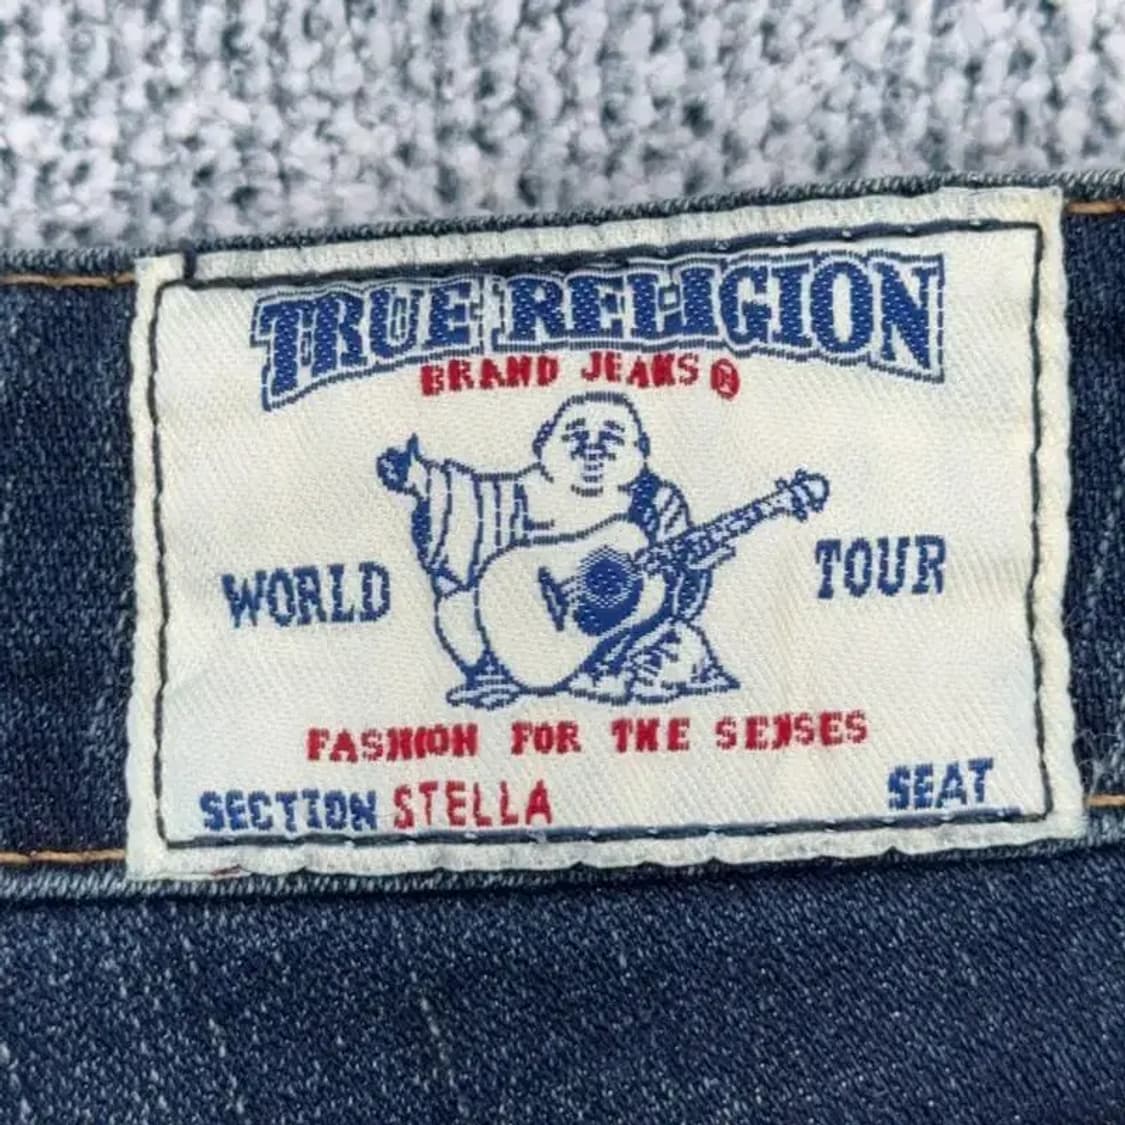 TRUE RELIGION
BRAND JEANS®
WORLD TOUR
FASHION FOR THE SENSES
SECTION STELLA SEAT